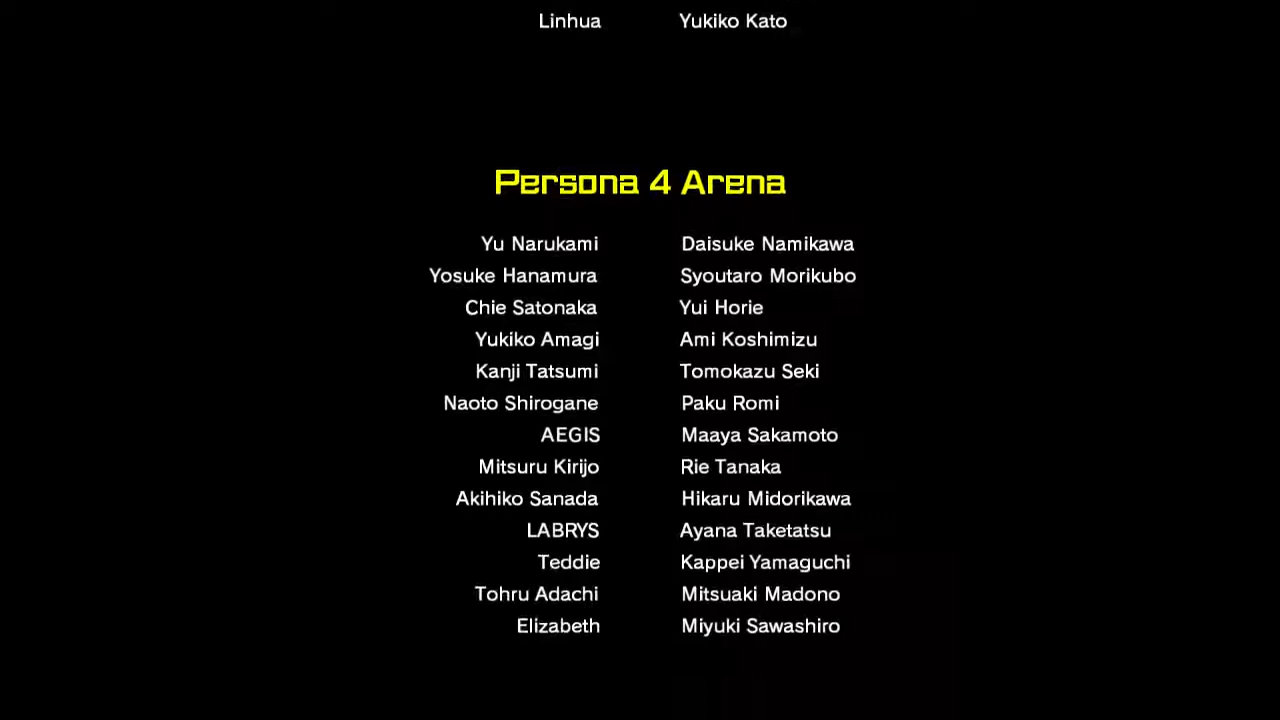 Linhua Yukiko Kato
Persona 4 Arena
Yu Narukami Daisuke Namikawa
Yosuke Hanamura Syoutaro Morikubo
Chie Satonaka Yui Horie
Yukiko Amagi Ami Koshimizu
Kanji Tatsumi Tomokazu Seki
Naoto Shirogane Paku Romi
AEGIS Maaya Sakamoto
Mitsuru Kirijo Rie Tanaka
Akihiko Sanada Hikaru Midorikawa
LABRYS Ayana Taketatsu
Teddie Kappei Yamaguchi
Tohru Adachi Mitsuaki Madono
Elizabeth Miyuki Sawashiro